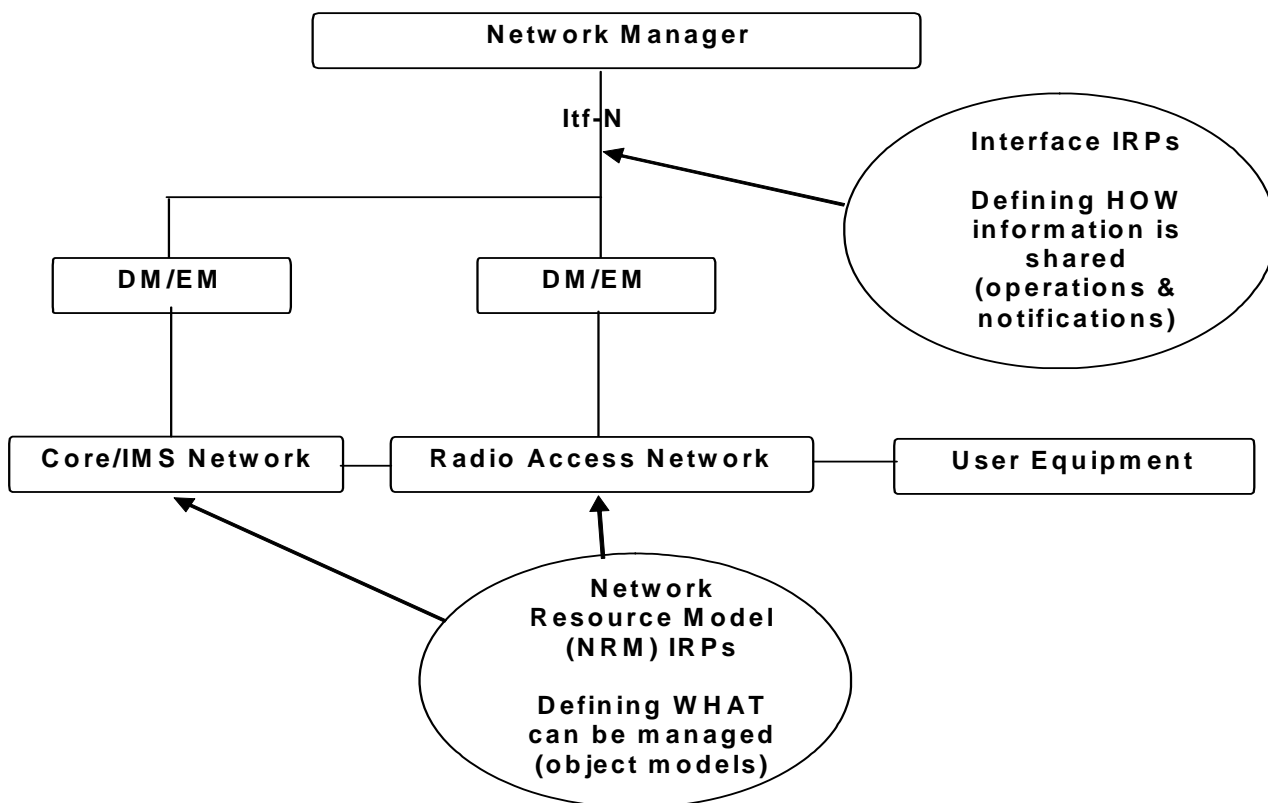 Network Manager
Itf-N
Interface IRPs
Defining HOW
information is
shared
(operations &
notifications)
DM/EM
DM/EM
Core/IMS Network
Radio Access Network
User Equipment
Network
Resource Model
(NRM) IRPs
Defining WHAT
can be managed
(object models)